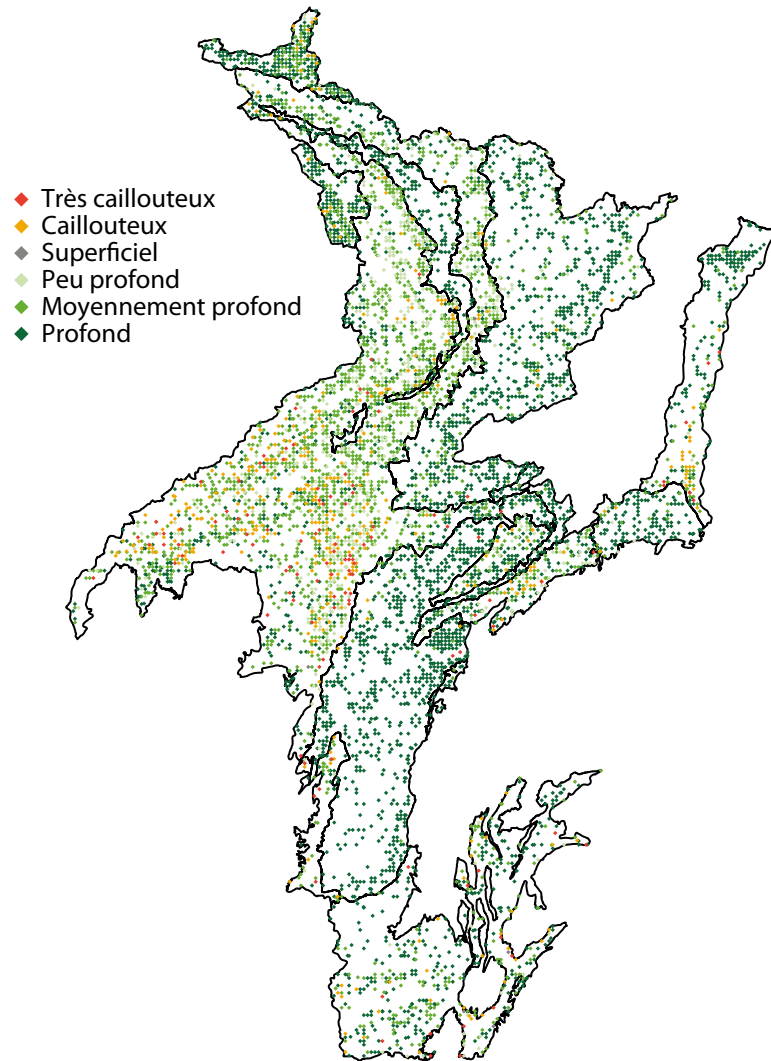 Très caillouteux
Caillouteux
Superficiel
Peu profond
Moyennement profond
Profond